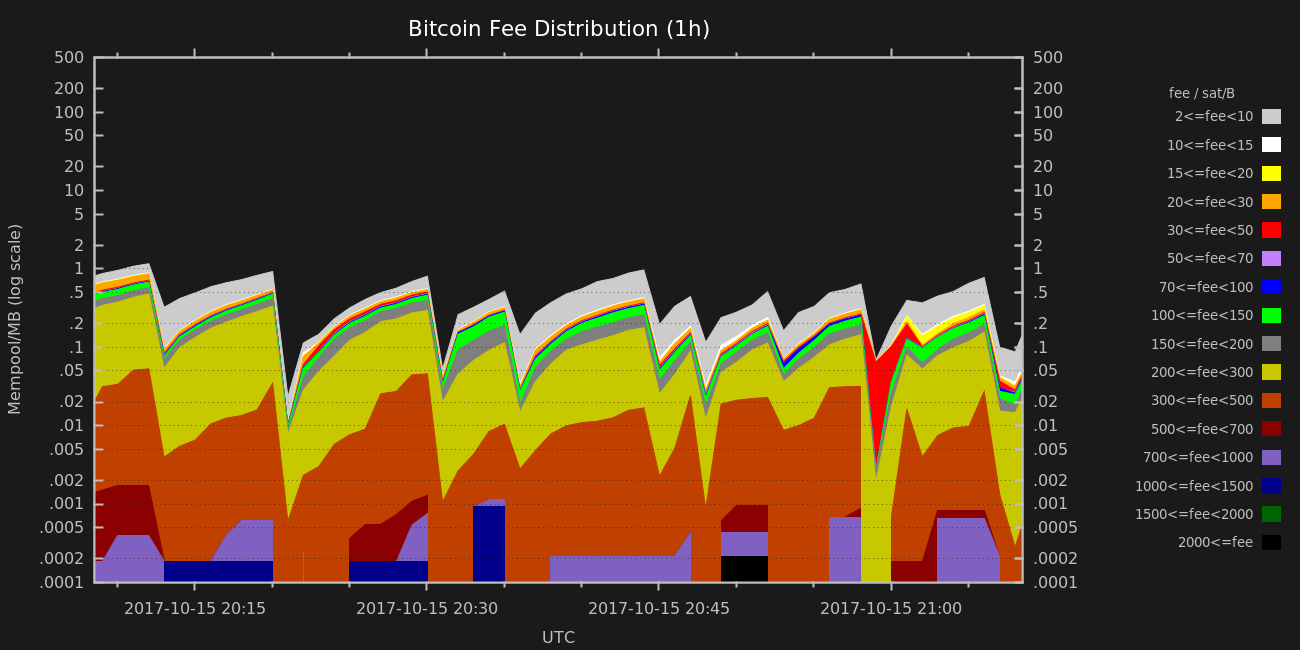 Bitcoin Fee Distribution (1h)
Mempool/MB (log scale)
500
200
100
50
20
10
5
2
1
.5
.2
.1
.05
.02
.01
.005
.002
.001
.0005
.0002
.0001
500
200
100
50
20
10
5
2
1
.5
.2
.1
.05
.02
.01
.005
.002
.001
.0005
.0002
.0001
2017-10-15 20:15
2017-10-15 20:30
2017-10-15 20:45
2017-10-15 21:00
UTC
fee / sat/B
2<=fee<10
10<=fee<15
15<=fee<20
20<=fee<30
30<=fee<50
50<=fee<70
70<=fee<100
100<=fee<150
150<=fee<200
200<=fee<300
300<=fee<500
500<=fee<700
700<=fee<1000
1000<=fee<1500
1500<=fee<2000
2000<=fee